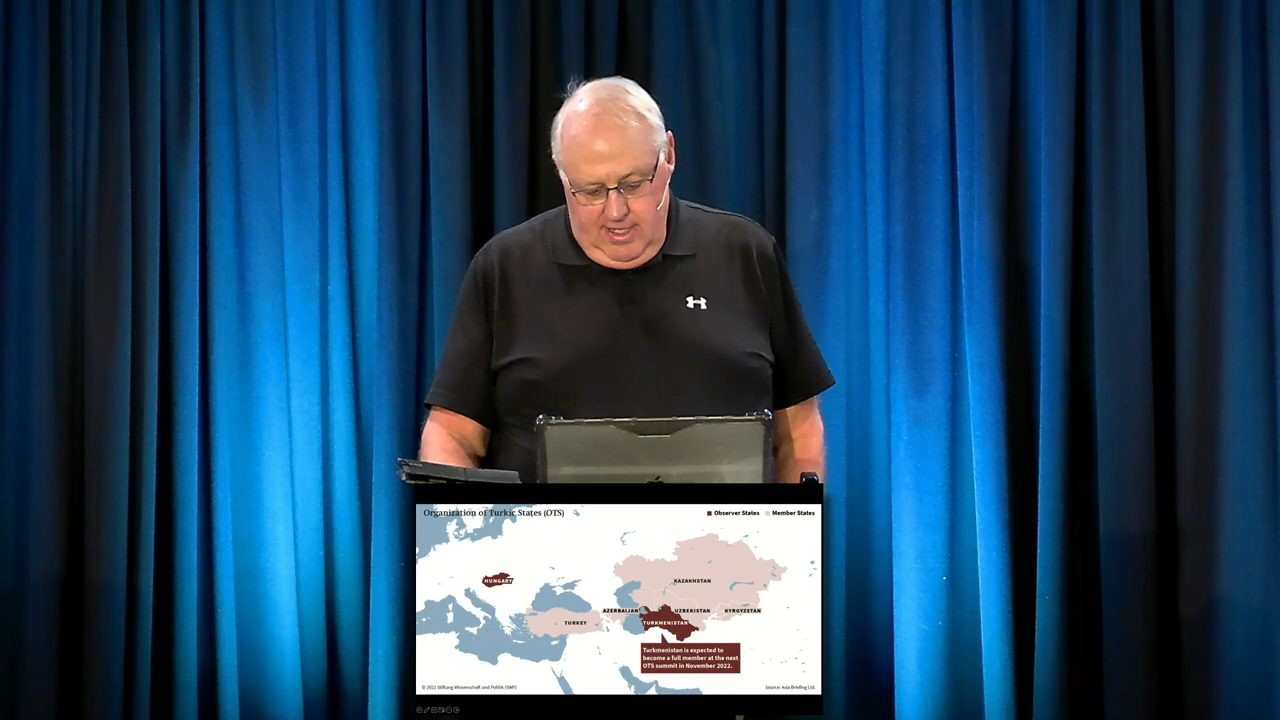 Organization of Turkic States (OTS)
Observer States
Member States
HUNGARY
KAZAKHSTAN
AZERBAIJAN
UZBEKISTAN
KYRGYZSTAN
TURKEY
TURKMENISTAN
Turkmenistan is expected to
become a full member at the next
OTS summit in November 2022.
© 2022 Stiftung Wissenschaft und Politik (SWP)
Source: Asia Briefing Ltd.